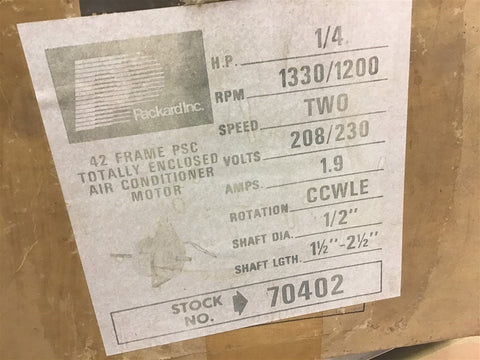 Packard Inc.
42 FRAME PSC
TOTALLY ENCLOSED
AIR CONDITIONER
MOTOR
H.P. 1/4
RPM 1330/1200
SPEED TWO
VOLTS 208/230
AMPS. 1.9
ROTATION CCWLE
SHAFT DIA. 1/2"
SHAFT LGTH. 1½"-2½"
STOCK NO. 70402